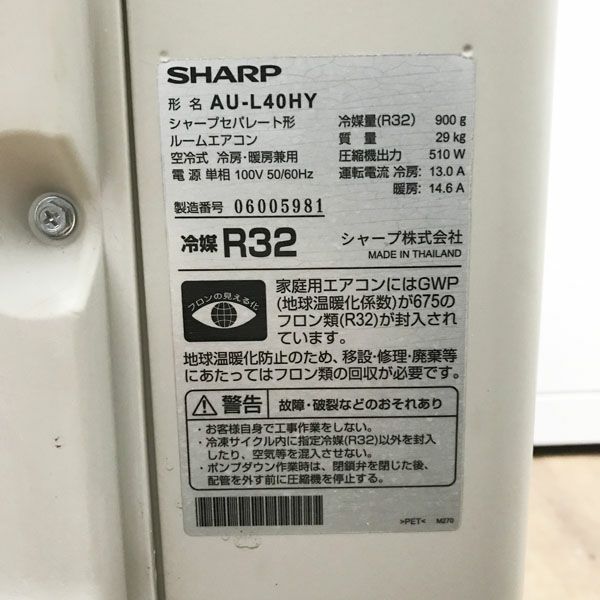 SHARP
形 名 AU-L40HY
シャープセパレート形
ルームエアコン
空冷式 冷房・暖房兼用
電 源 単相 100V 50/60Hz
冷媒量(R32) 900 g
質 量 29 kg
圧縮機出力 510 W
運転電流 冷房: 13.0 A
暖房: 14.6 A
製造番号 06005981
冷媒 R32
シャープ株式会社
MADE IN THAILAND
フロンの見える化
家庭用エアコンにはGWP
(地球温暖化係数)が675の
フロン類(R32)が封入され
ています。
地球温暖化防止のため、移設・修理・廃棄等
にあたってはフロン類の回収が必要です。
警告 故障・破裂などのおそれあり
・お客様自身で工事作業をしない。
・冷凍サイクル内に指定冷媒(R32)以外を封入
したり、空気等を混入させない。
・ポンプダウン作業時は、閉鎖弁を閉じた後、
配管を外す前に圧縮機を停止する。
>PET< M270